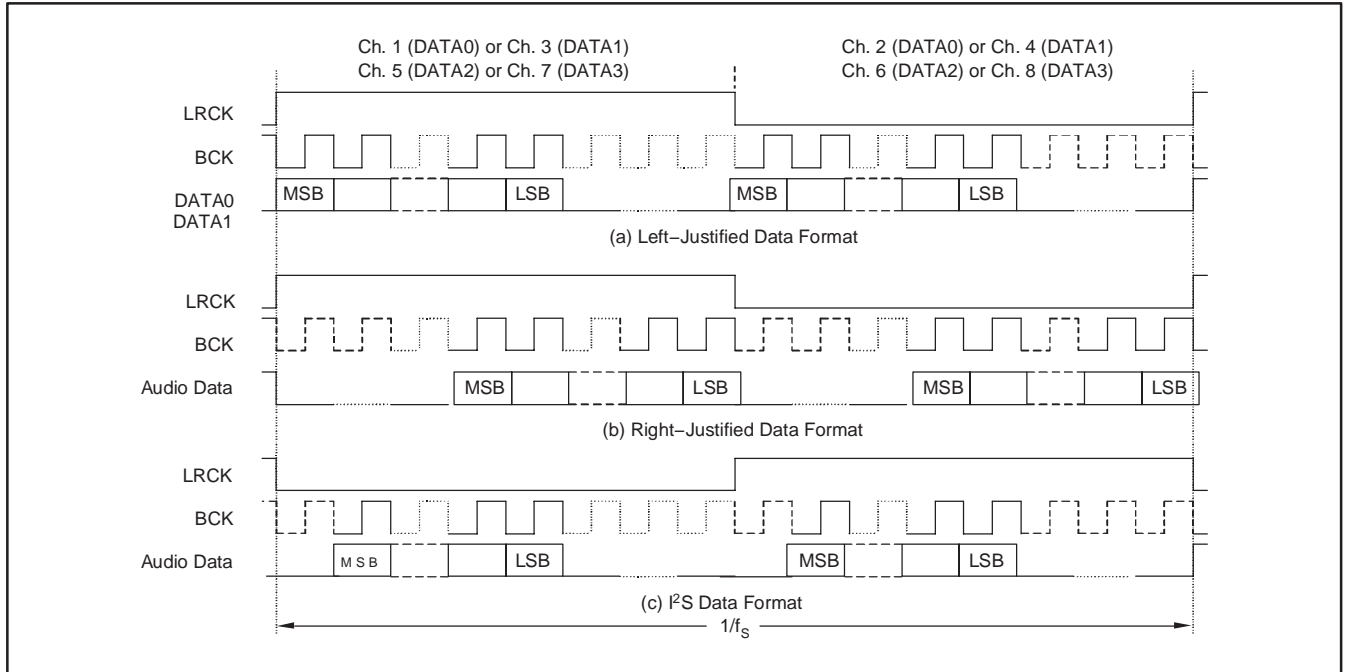 Ch. 1 (DATA0) or Ch. 3 (DATA1)
Ch. 5 (DATA2) or Ch. 7 (DATA3)
Ch. 2 (DATA0) or Ch. 4 (DATA1)
Ch. 6 (DATA2) or Ch. 8 (DATA3)
LRCK
BCK
DATA0
DATA1
MSB LSB MSB LSB
(a) Left−Justified Data Format
LRCK
BCK
Audio Data MSB LSB MSB LSB
(b) Right−Justified Data Format
LRCK
BCK
Audio Data M S B LSB MSB LSB
(c) I²S Data Format
1/fS